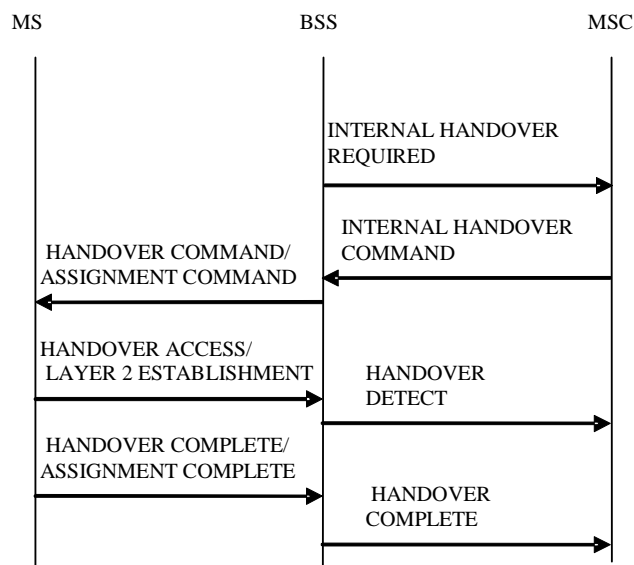 MS
BSS
MSC
INTERNAL HANDOVER
REQUIRED
INTERNAL HANDOVER
COMMAND
HANDOVER COMMAND/
ASSIGNMENT COMMAND
HANDOVER ACCESS/
LAYER 2 ESTABLISHMENT
HANDOVER
DETECT
HANDOVER COMPLETE/
ASSIGNMENT COMPLETE
HANDOVER
COMPLETE